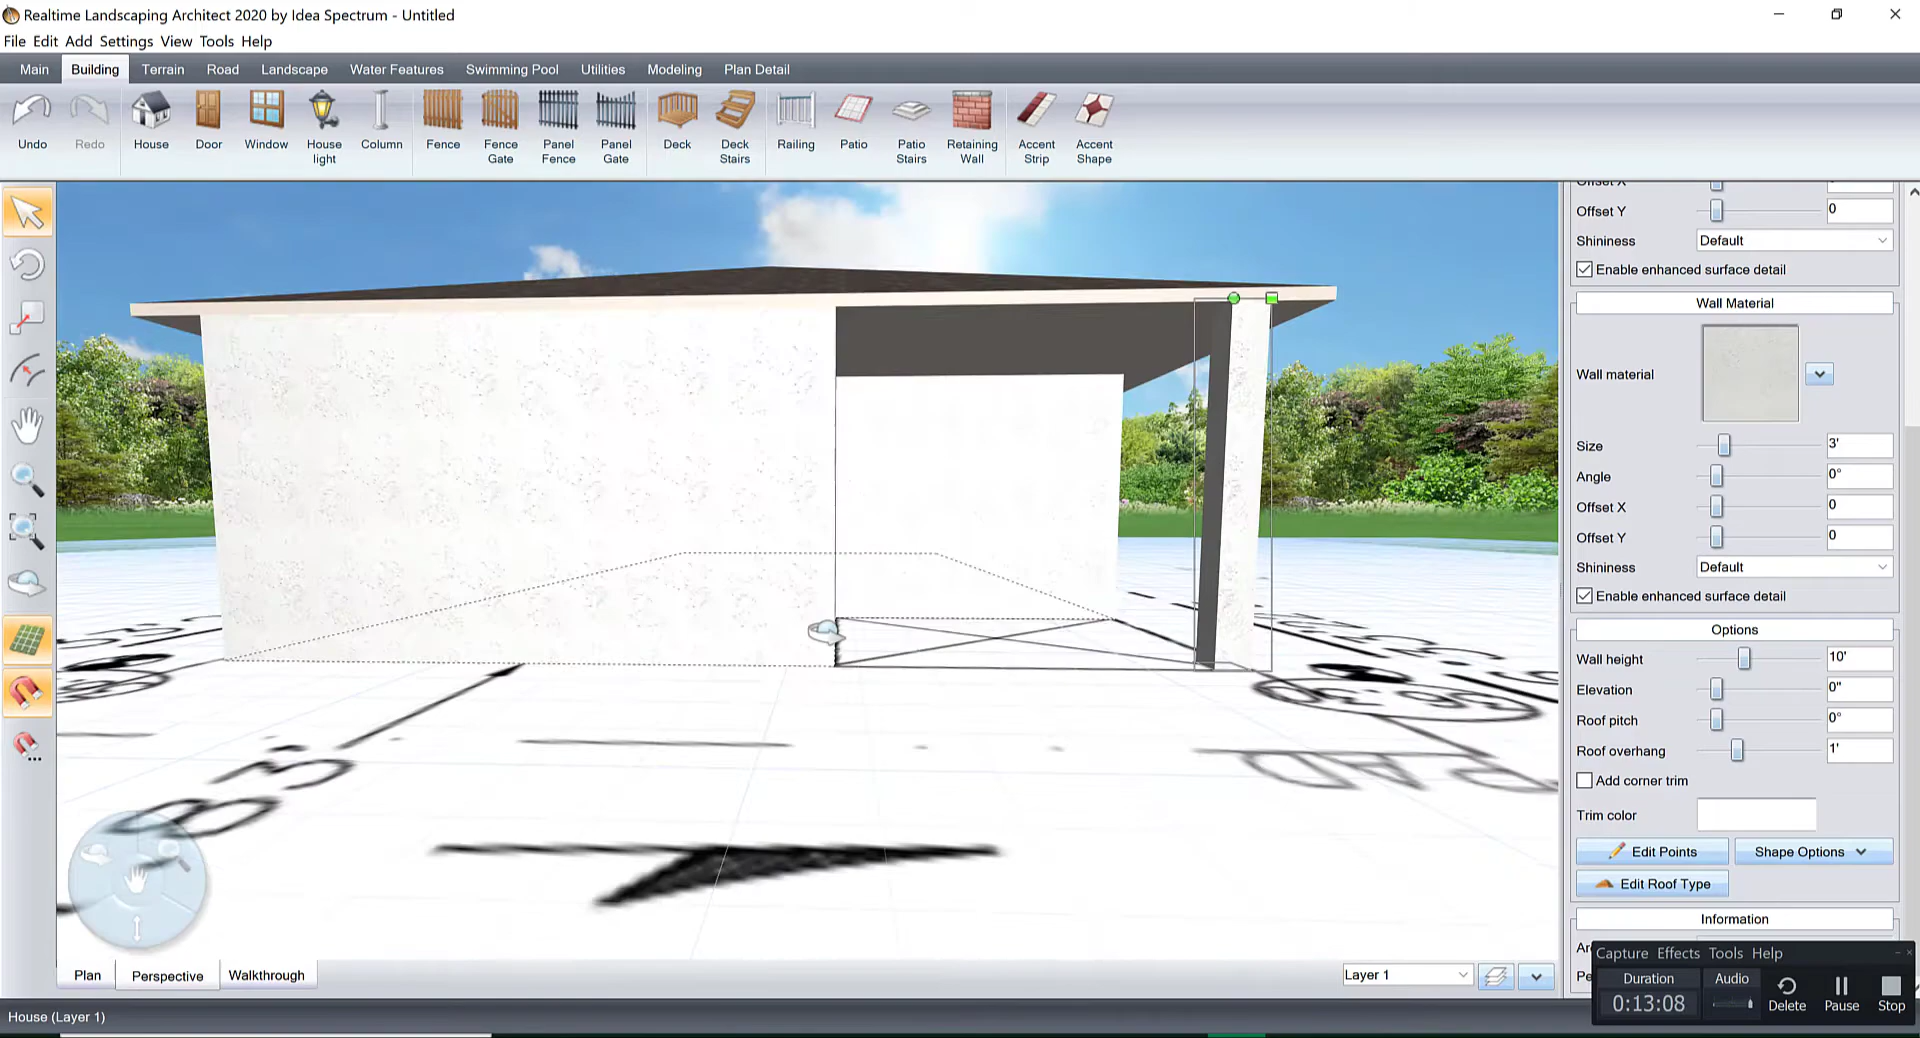 Realtime Landscaping Architect 2020 by Idea Spectrum - Untitled
File Edit Add Settings View Tools Help
Main Building Terrain Road Landscape Water Features Swimming Pool Utilities Modeling Plan Detail
Undo Redo House Door Window House light Column Fence Fence Gate Panel Fence Panel Gate Deck Deck Stairs Railing Patio Patio Stairs Retaining Wall Accent Strip Accent Shape
Offset X
Offset Y 0
Shininess Default
Enable enhanced surface detail
Wall Material
Wall material
Size 3'
Angle 0°
Offset X 0
Offset Y 0
Shininess Default
Enable enhanced surface detail
Options
Wall height 10'
Elevation 0"
Roof pitch 0°
Roof overhang 1'
Add corner trim
Trim color
Edit Points Shape Options
Edit Roof Type
Information
Capture Effects Tools Help
Duration Audio
0:13:08 Delete Pause Stop
Plan Perspective Walkthrough
Layer 1
House (Layer 1)